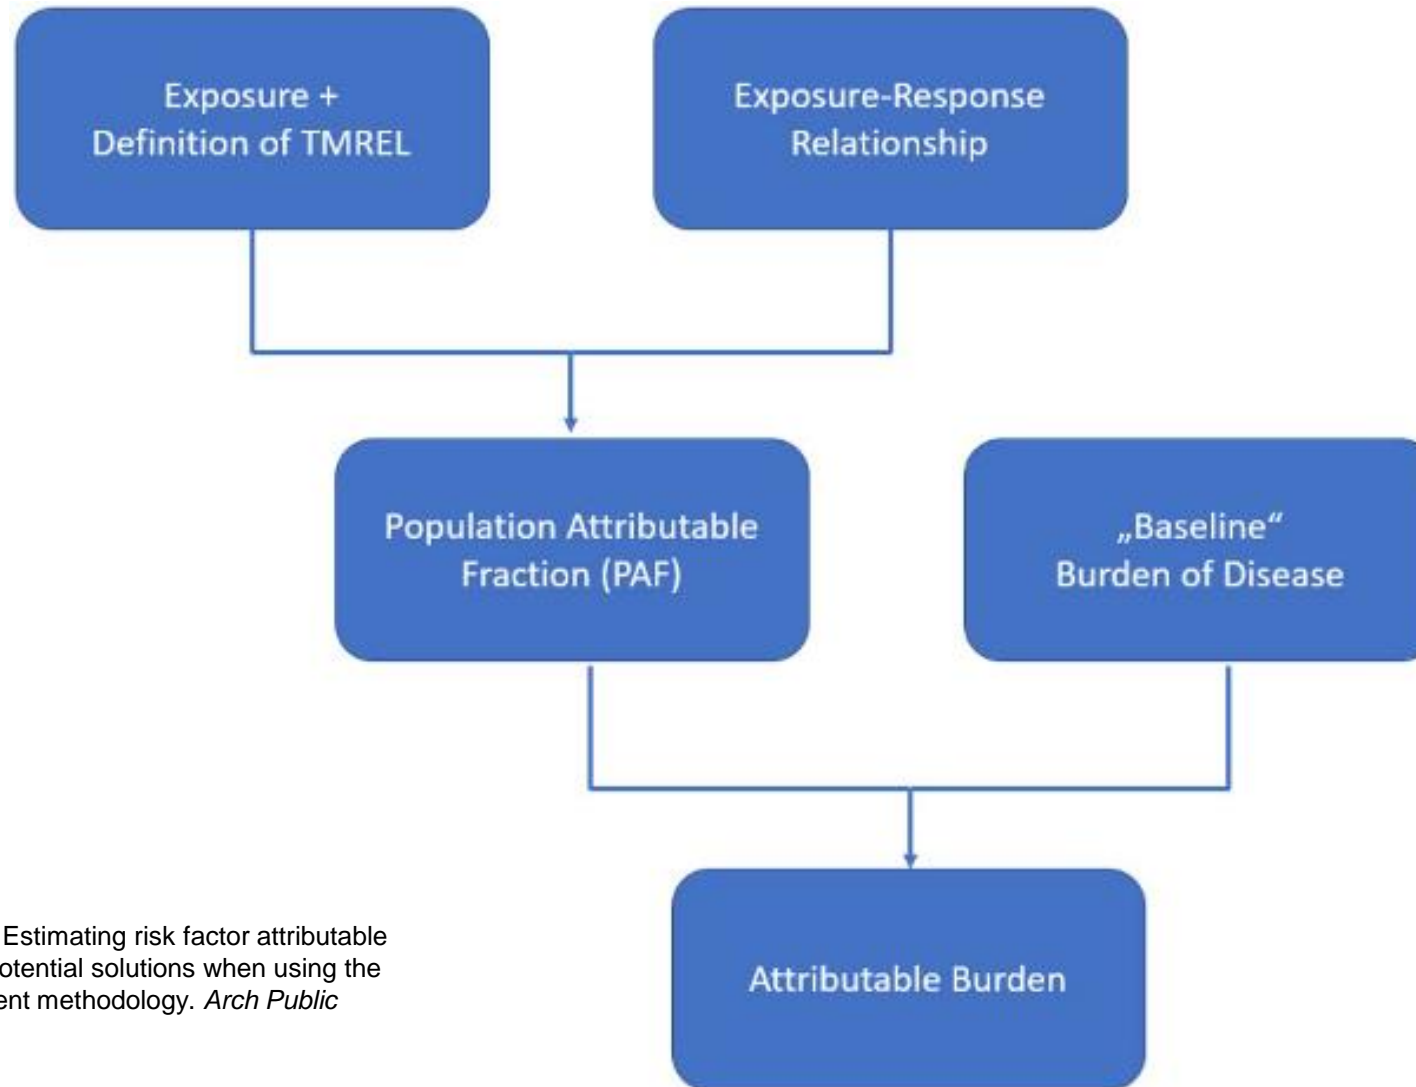 Exposure +
Definition of TMREL
Exposure-Response
Relationship
Population Attributable
Fraction (PAF)
„Baseline“
Burden of Disease
Attributable Burden
Estimating risk factor attributable
otential solutions when using the
ent methodology. Arch Public